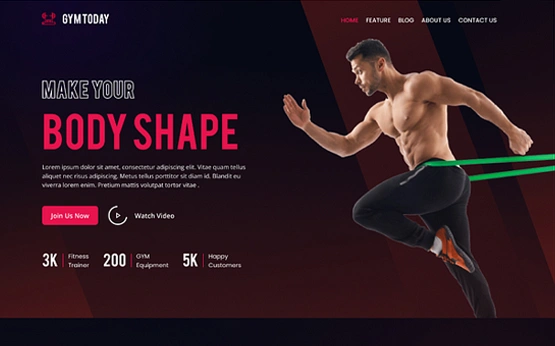 GYM TODAY
HOME FEATURE BLOG ABOUT US CONTACT US
MAKE YOUR
BODY SHAPE
Lorem ipsum dolor sit amet, consectetur adipiscing elit. Vitae quam tellus
aliquet nec risus adipiscing. Metus tellus porttitor sit diam id. Blandit eu
viverra lorem enim. Pretium mattis volutpat tortor vitae .
Join Us Now Watch Video
3K Fitness Trainer
200 GYM Equipment
5K Happy Customers